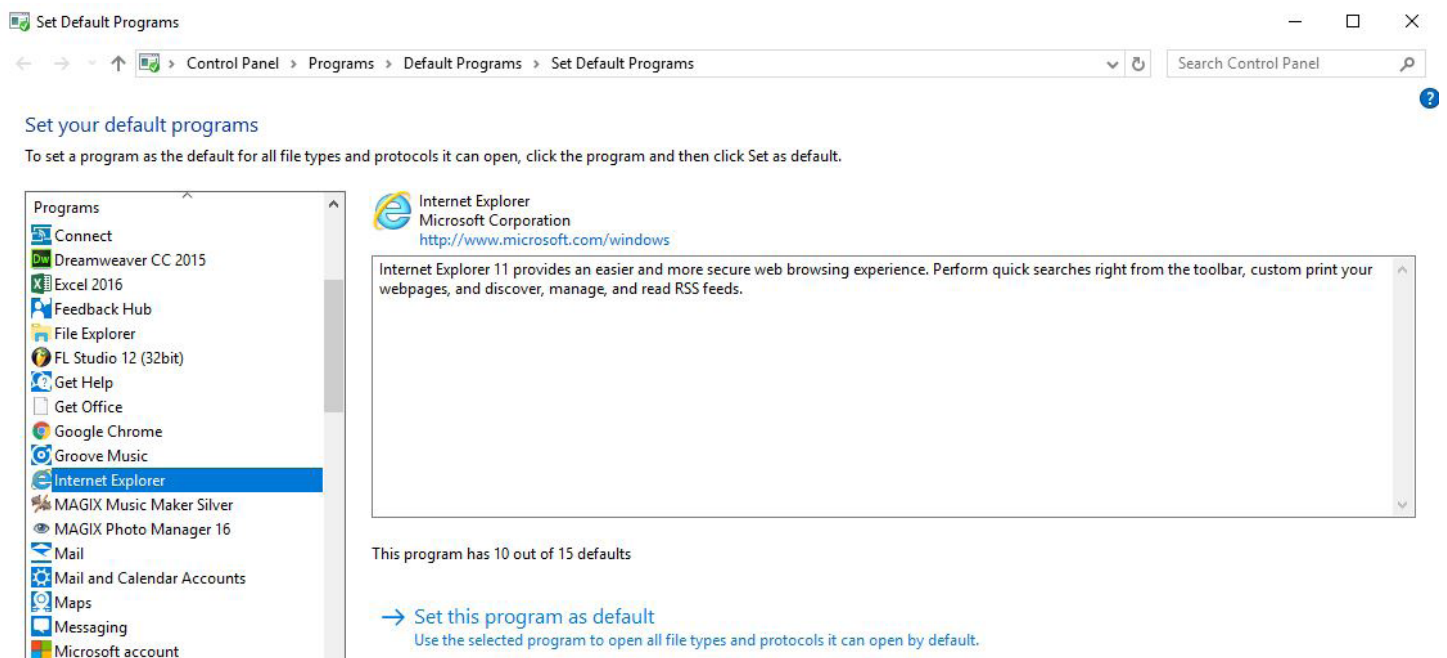 Set Default Programs
Control Panel > Programs > Default Programs > Set Default Programs
Search Control Panel
?
Set your default programs
To set a program as the default for all file types and protocols it can open, click the program and then click Set as default.
Programs
Connect
Dw Dreamweaver CC 2015
Excel 2016
Feedback Hub
File Explorer
FL Studio 12 (32bit)
Get Help
Get Office
Google Chrome
Groove Music
Internet Explorer
MAGIX Music Maker Silver
MAGIX Photo Manager 16
Mail
Mail and Calendar Accounts
Maps
Messaging
Microsoft account
Internet Explorer
Microsoft Corporation
http://www.microsoft.com/windows
Internet Explorer 11 provides an easier and more secure web browsing experience. Perform quick searches right from the toolbar, custom print your
webpages, and discover, manage, and read RSS feeds.
This program has 10 out of 15 defaults
Set this program as default
Use the selected program to open all file types and protocols it can open by default.